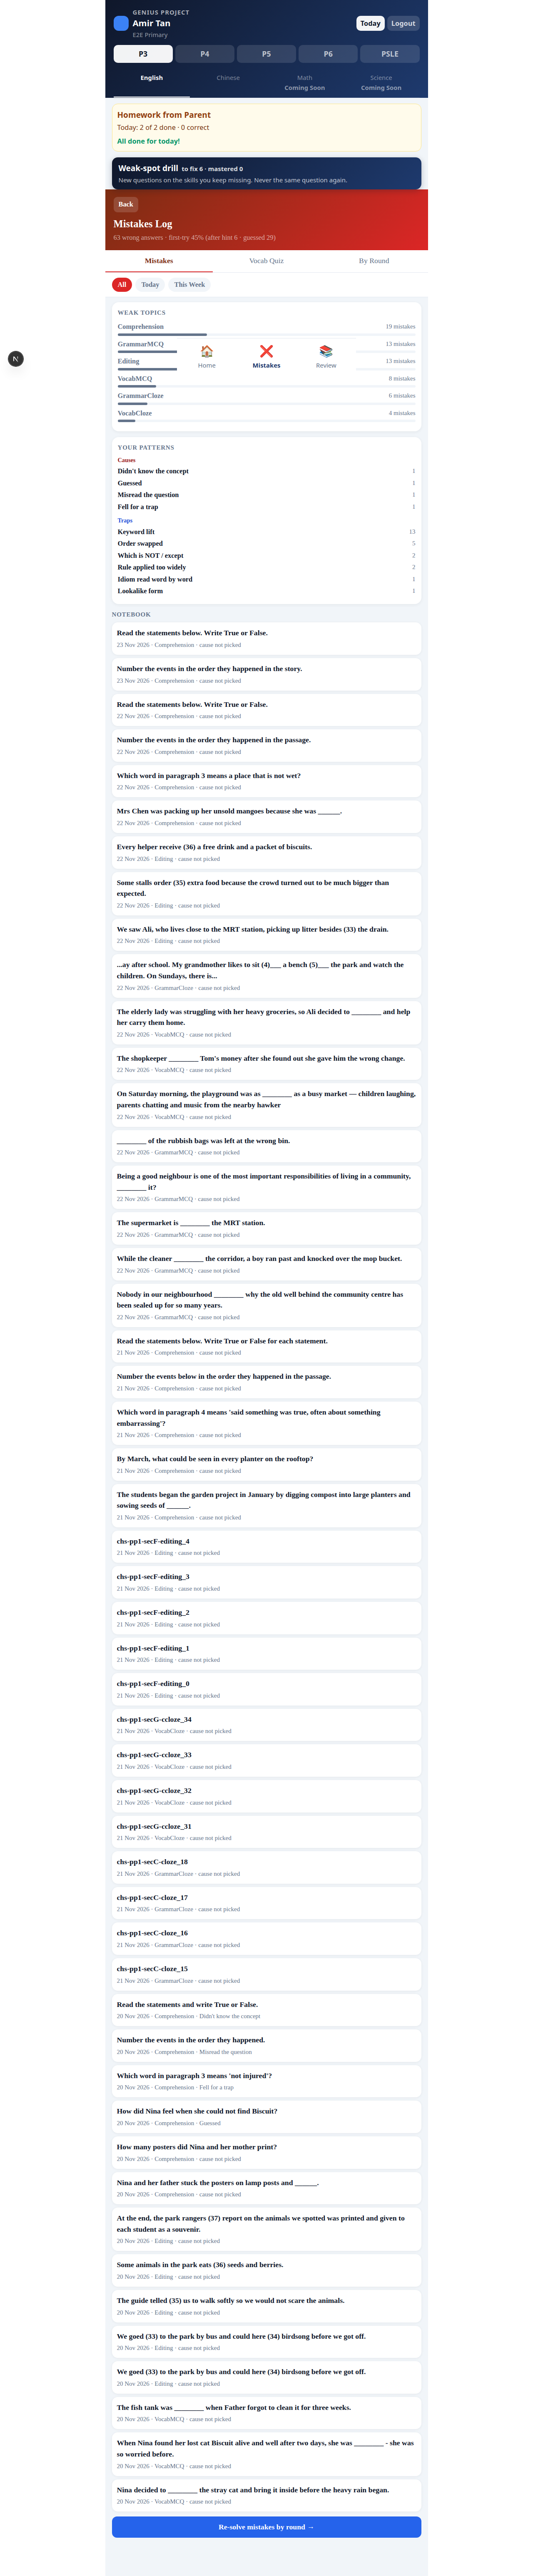 GENIUS PROJECT
Amir Tan
E2E Primary
Today
Logout
P3
P4
P5
P6
PSLE
English
Chinese
Math
Coming Soon
Science
Coming Soon
Homework from Parent
Today: 2 of 2 done · 0 correct
All done for today!
Weak-spot drill to fix 6 · mastered 0
New questions on the skills you keep missing. Never the same question again.
Back
Mistakes Log
63 wrong answers · first-try 45% (after hint 6 · guessed 29)
Mistakes
Vocab Quiz
By Round
All
Today
This Week
WEAK TOPICS
Comprehension
19 mistakes
GrammarMCQ
13 mistakes
Editing
13 mistakes
VocabMCQ
8 mistakes
GrammarCloze
6 mistakes
VocabCloze
4 mistakes
N
Home
Mistakes
Review
YOUR PATTERNS
Causes
Didn't know the concept
1
Guessed
1
Misread the question
1
Fell for a trap
1
Traps
Keyword lift
13
Order swapped
5
Which is NOT / except
2
Rule applied too widely
2
Idiom read word by word
1
Lookalike form
1
NOTEBOOK
Read the statements below. Write True or False.
23 Nov 2026 · Comprehension · cause not picked
Number the events in the order they happened in the story.
23 Nov 2026 · Comprehension · cause not picked
Read the statements below. Write True or False.
22 Nov 2026 · Comprehension · cause not picked
Number the events in the order they happened in the passage.
22 Nov 2026 · Comprehension · cause not picked
Which word in paragraph 3 means a place that is not wet?
22 Nov 2026 · Comprehension · cause not picked
Mrs Chen was packing up her unsold mangoes because she was ______.
22 Nov 2026 · Comprehension · cause not picked
Every helper receive (36) a free drink and a packet of biscuits.
22 Nov 2026 · Editing · cause not picked
Some stalls order (35) extra food because the crowd turned out to be much bigger than
expected.
22 Nov 2026 · Editing · cause not picked
We saw Ali, who lives close to the MRT station, picking up litter besides (33) the drain.
22 Nov 2026 · Editing · cause not picked
...ay after school. My grandmother likes to sit (4)___ a bench (5)___ the park and watch the
children. On Sundays, there is...
22 Nov 2026 · GrammarCloze · cause not picked
The elderly lady was struggling with her heavy groceries, so Ali decided to ________ and help
her carry them home.
22 Nov 2026 · VocabMCQ · cause not picked
The shopkeeper ________ Tom's money after she found out she gave him the wrong change.
22 Nov 2026 · VocabMCQ · cause not picked
On Saturday morning, the playground was as ________ as a busy market — children laughing,
parents chatting and music from the nearby hawker
22 Nov 2026 · VocabMCQ · cause not picked
________ of the rubbish bags was left at the wrong bin.
22 Nov 2026 · GrammarMCQ · cause not picked
Being a good neighbour is one of the most important responsibilities of living in a community,
________ it?
22 Nov 2026 · GrammarMCQ · cause not picked
The supermarket is ________ the MRT station.
22 Nov 2026 · GrammarMCQ · cause not picked
While the cleaner ________ the corridor, a boy ran past and knocked over the mop bucket.
22 Nov 2026 · GrammarMCQ · cause not picked
Nobody in our neighbourhood ________ why the old well behind the community centre has
been sealed up for so many years.
22 Nov 2026 · GrammarMCQ · cause not picked
Read the statements below. Write True or False for each statement.
21 Nov 2026 · Comprehension · cause not picked
Number the events below in the order they happened in the passage.
21 Nov 2026 · Comprehension · cause not picked
Which word in paragraph 4 means 'said something was true, often about something
embarrassing'?
21 Nov 2026 · Comprehension · cause not picked
By March, what could be seen in every planter on the rooftop?
21 Nov 2026 · Comprehension · cause not picked
The students began the garden project in January by digging compost into large planters and
sowing seeds of ______.
21 Nov 2026 · Comprehension · cause not picked
chs-pp1-secF-editing_4
21 Nov 2026 · Editing · cause not picked
chs-pp1-secF-editing_3
21 Nov 2026 · Editing · cause not picked
chs-pp1-secF-editing_2
21 Nov 2026 · Editing · cause not picked
chs-pp1-secF-editing_1
21 Nov 2026 · Editing · cause not picked
chs-pp1-secF-editing_0
21 Nov 2026 · Editing · cause not picked
chs-pp1-secG-ccloze_34
21 Nov 2026 · VocabCloze · cause not picked
chs-pp1-secG-ccloze_33
21 Nov 2026 · VocabCloze · cause not picked
chs-pp1-secG-ccloze_32
21 Nov 2026 · VocabCloze · cause not picked
chs-pp1-secG-ccloze_31
21 Nov 2026 · VocabCloze · cause not picked
chs-pp1-secC-cloze_18
21 Nov 2026 · GrammarCloze · cause not picked
chs-pp1-secC-cloze_17
21 Nov 2026 · GrammarCloze · cause not picked
chs-pp1-secC-cloze_16
21 Nov 2026 · GrammarCloze · cause not picked
chs-pp1-secC-cloze_15
21 Nov 2026 · GrammarCloze · cause not picked
Read the statements and write True or False.
20 Nov 2026 · Comprehension · Didn't know the concept
Number the events in the order they happened.
20 Nov 2026 · Comprehension · Misread the question
Which word in paragraph 3 means 'not injured'?
20 Nov 2026 · Comprehension · Fell for a trap
How did Nina feel when she could not find Biscuit?
20 Nov 2026 · Comprehension · Guessed
How many posters did Nina and her mother print?
20 Nov 2026 · Comprehension · cause not picked
Nina and her father stuck the posters on lamp posts and ______.
20 Nov 2026 · Comprehension · cause not picked
At the end, the park rangers (37) report on the animals we spotted was printed and given to
each student as a souvenir.
20 Nov 2026 · Editing · cause not picked
Some animals in the park eats (36) seeds and berries.
20 Nov 2026 · Editing · cause not picked
The guide telled (35) us to walk softly so we would not scare the animals.
20 Nov 2026 · Editing · cause not picked
We goed (33) to the park by bus and could here (34) birdsong before we got off.
20 Nov 2026 · Editing · cause not picked
We goed (33) to the park by bus and could here (34) birdsong before we got off.
20 Nov 2026 · Editing · cause not picked
The fish tank was ________ when Father forgot to clean it for three weeks.
20 Nov 2026 · VocabMCQ · cause not picked
When Nina found her lost cat Biscuit alive and well after two days, she was ________ - she was
so worried before.
20 Nov 2026 · VocabMCQ · cause not picked
Nina decided to ________ the stray cat and bring it inside before the heavy rain began.
20 Nov 2026 · VocabMCQ · cause not picked
Re-solve mistakes by round →